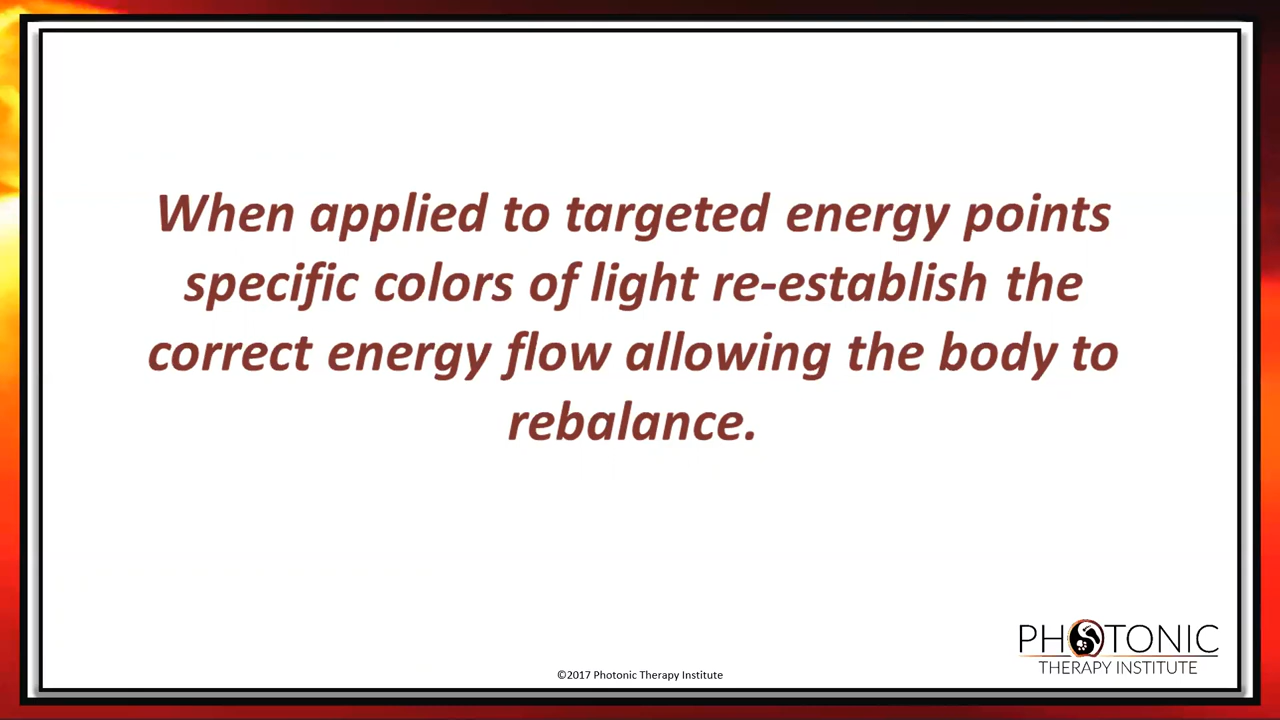 When applied to targeted energy points
specific colors of light re-establish the
correct energy flow allowing the body to
rebalance.
PHOTONIC
THERAPY INSTITUTE
©2017 Photonic Therapy Institute